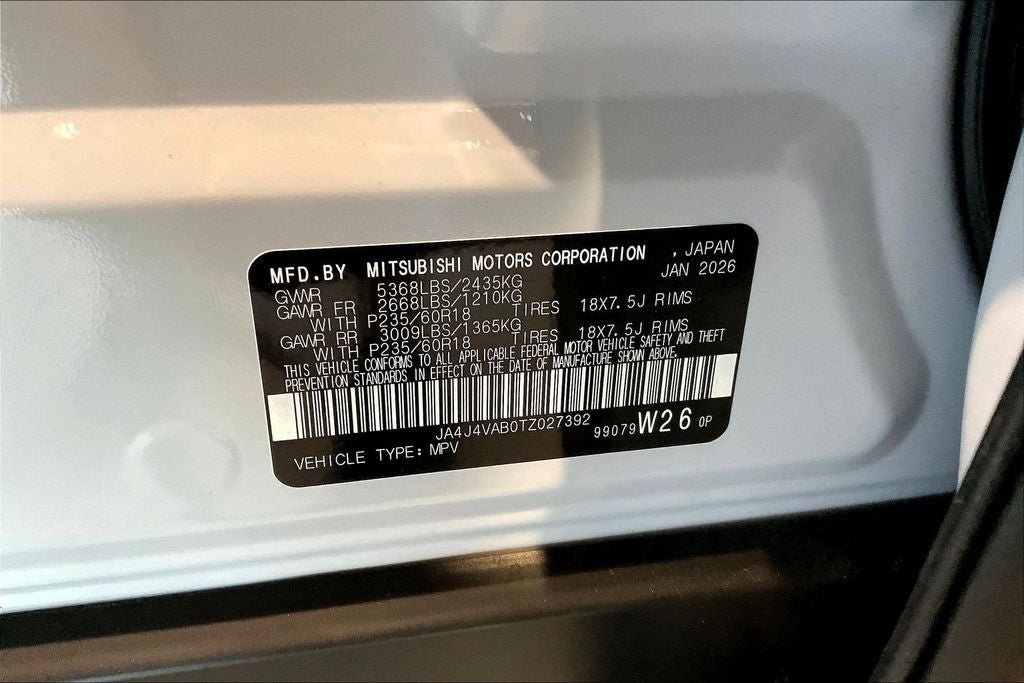 MFD.BY MITSUBISHI MOTORS CORPORATION , JAPAN
JAN 2026
GVWR 5368LBS/2435KG
GAWR FR 2668LBS/1210KG
WITH P235/60R18 TIRES 18X7.5J RIMS
GAWR RR 3009LBS/1365KG
WITH P235/60R18 TIRES 18X7.5J RIMS
THIS VEHICLE CONFORMS TO ALL APPLICABLE FEDERAL MOTOR VEHICLE SAFETY AND THEFT
PREVENTION STANDARDS IN EFFECT ON THE DATE OF MANUFACTURE SHOWN ABOVE.
JA4J4VAB0TZ027392
99079 W26 0P
VEHICLE TYPE: MPV